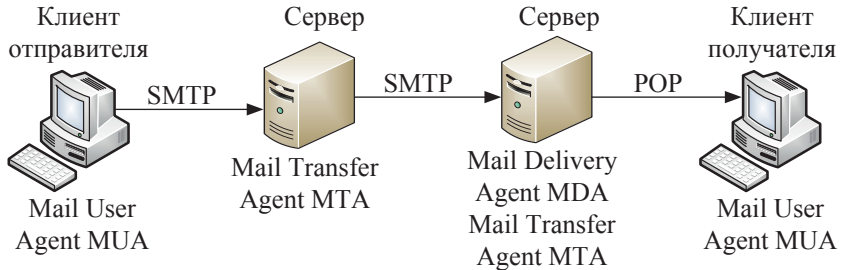 Клиент
отправителя
Сервер
Сервер
Клиент
получателя
SMTP
SMTP
POP
Mail User
Agent MUA
Mail Transfer
Agent MTA
Mail Delivery
Agent MDA
Mail Transfer
Agent MTA
Mail User
Agent MUA